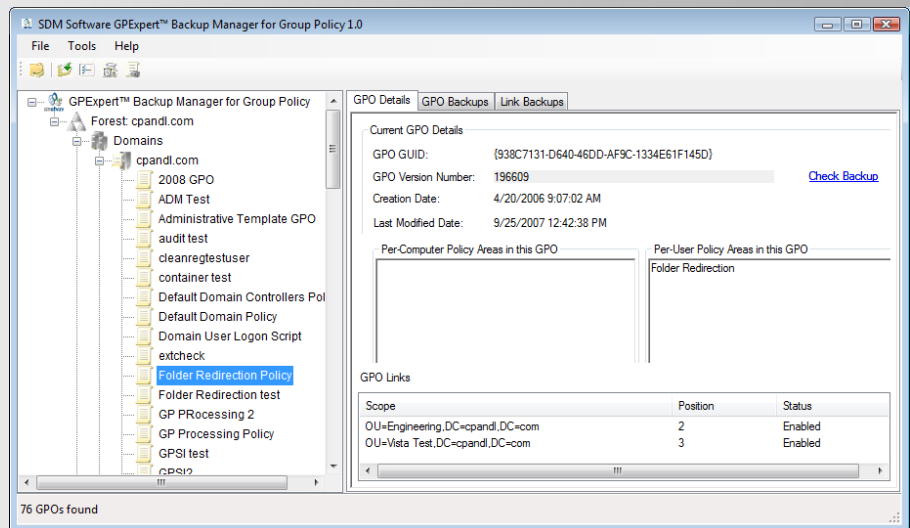 SDM Software GPExpert™ Backup Manager for Group Policy 1.0
File Tools Help
GPExpert™ Backup Manager for Group Policy
Forest: cpandl.com
Domains
cpandl.com
2008 GPO
ADM Test
Administrative Template GPO
audit test
cleanregtestuser
container test
Default Domain Controllers Pol
Default Domain Policy
Domain User Logon Script
extcheck
Folder Redirection Policy
Folder Redirection test
GP PRocessing 2
GP Processing Policy
GPSI test
GPSI2
GPO Details GPO Backups Link Backups
Current GPO Details
GPO GUID: {938C7131-D640-46DD-AF9C-1334E61F145D}
GPO Version Number: 196609 Check Backup
Creation Date: 4/20/2006 9:07:02 AM
Last Modified Date: 9/25/2007 12:42:38 PM
Per-Computer Policy Areas in this GPO
Per-User Policy Areas in this GPO
Folder Redirection
GPO Links
Scope Position Status
OU=Engineering,DC=cpandl,DC=com 2 Enabled
OU=Vista Test,DC=cpandl,DC=com 3 Enabled
76 GPOs found